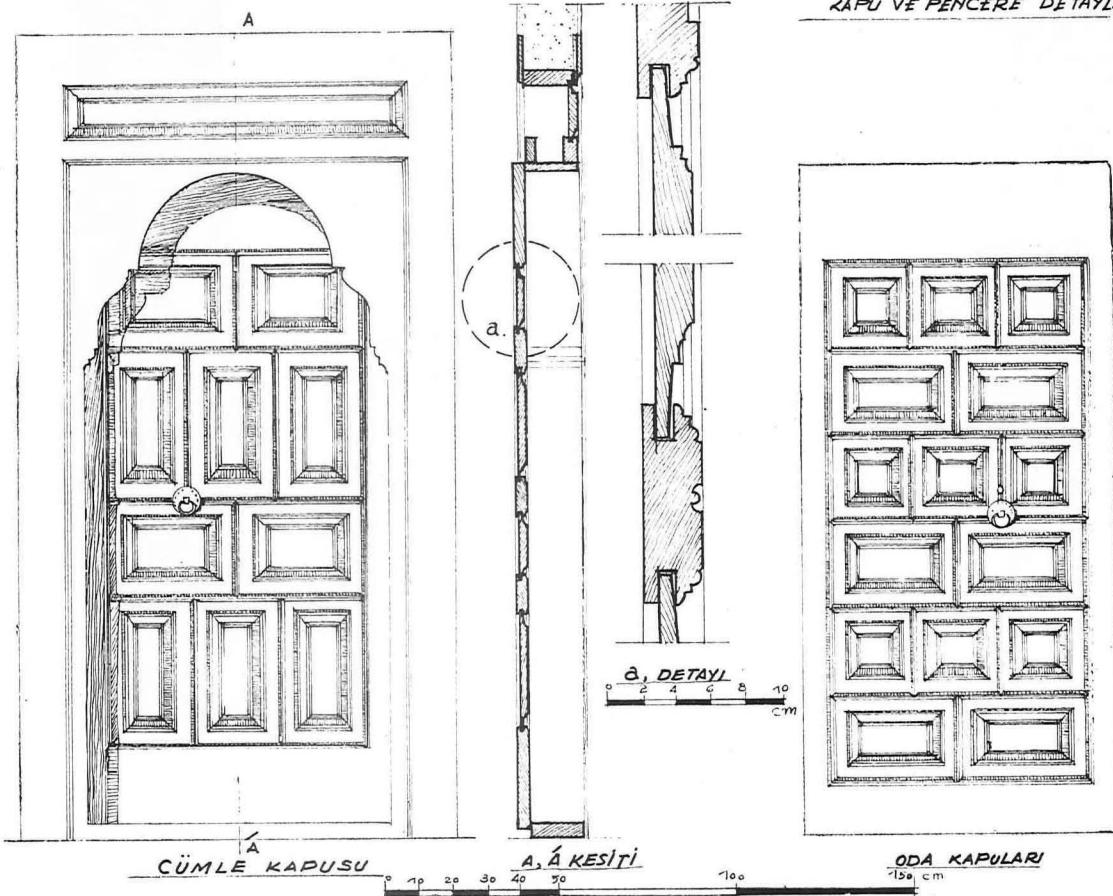 KAPU VE PENCERE DETAYL
A
a.
a, DETAYI
0 2 4 6 8 10
cm
A
CÜMLE KAPUSU
A, Á KESİTİ
ODA KAPULARI
0 10 20 30 40 50 100 150 cm